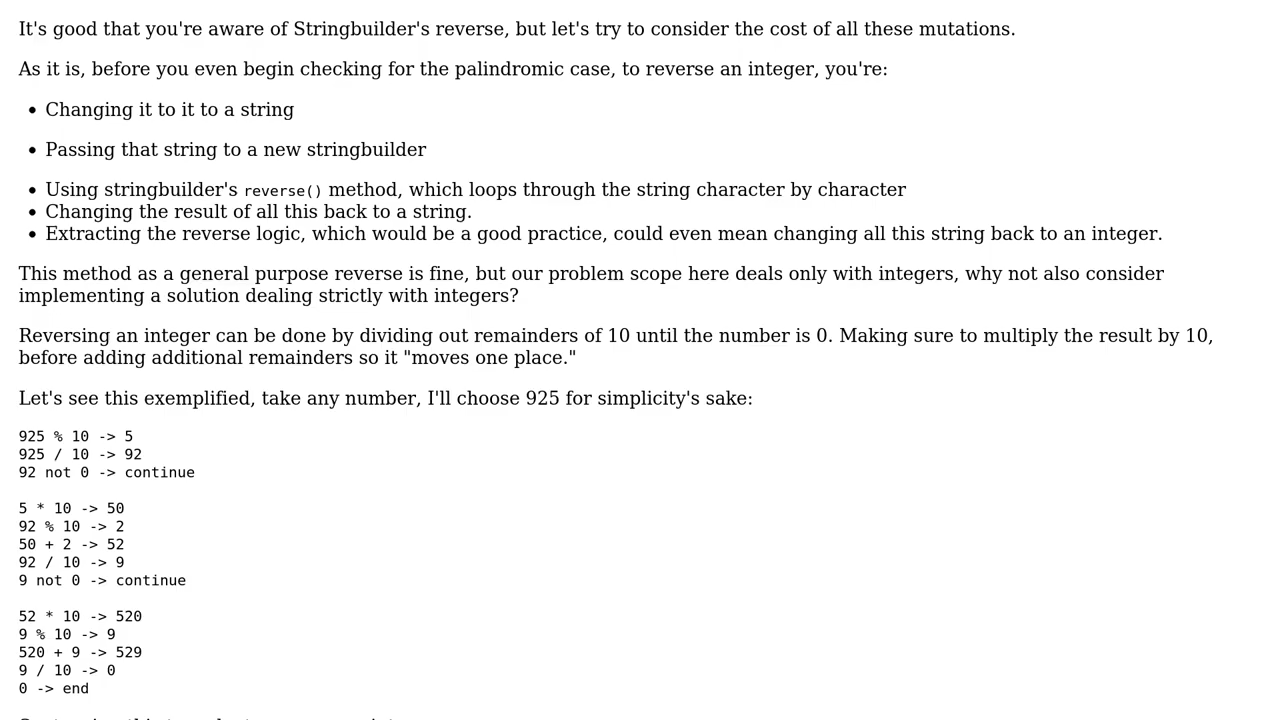 It's good that you're aware of Stringbuilder's reverse, but let's try to consider the cost of all these mutations.
As it is, before you even begin checking for the palindromic case, to reverse an integer, you're:
• Changing it to it to a string
• Passing that string to a new stringbuilder
• Using stringbuilder's reverse() method, which loops through the string character by character
• Changing the result of all this back to a string.
• Extracting the reverse logic, which would be a good practice, could even mean changing all this string back to an integer.
This method as a general purpose reverse is fine, but our problem scope here deals only with integers, why not also consider
implementing a solution dealing strictly with integers?
Reversing an integer can be done by dividing out remainders of 10 until the number is 0. Making sure to multiply the result by 10,
before adding additional remainders so it "moves one place."
Let's see this exemplified, take any number, I'll choose 925 for simplicity's sake:
925 % 10 -> 5
925 / 10 -> 92
92 not 0 -> continue
5 * 10 -> 50
92 % 10 -> 2
50 + 2 -> 52
92 / 10 -> 9
9 not 0 -> continue
52 * 10 -> 520
9 % 10 -> 9
520 + 9 -> 529
9 / 10 -> 0
0 -> end